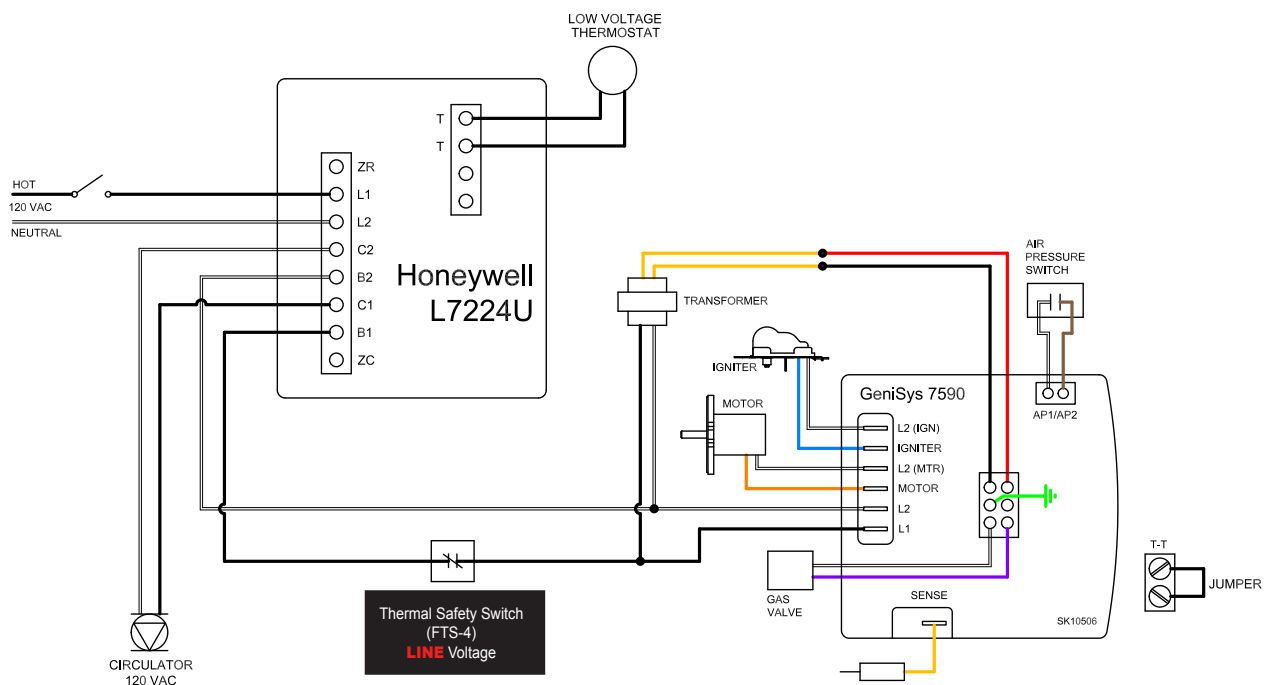 LOW VOLTAGE
THERMOSTAT
T
T
ZR
L1
L2
C2
B2
C1
B1
ZC
Honeywell
L7224U
HOT
120 VAC
NEUTRAL
CIRCULATOR
120 VAC
TRANSFORMER
AIR
PRESSURE
SWITCH
AP1/AP2
IGNITER
MOTOR
GeniSys 7590
L2 (IGN)
IGNITER
L2 (MTR)
MOTOR
L2
L1
GAS
VALVE
SENSE
SK10506
T-T
JUMPER
Thermal Safety Switch
(FTS-4)
LINE Voltage